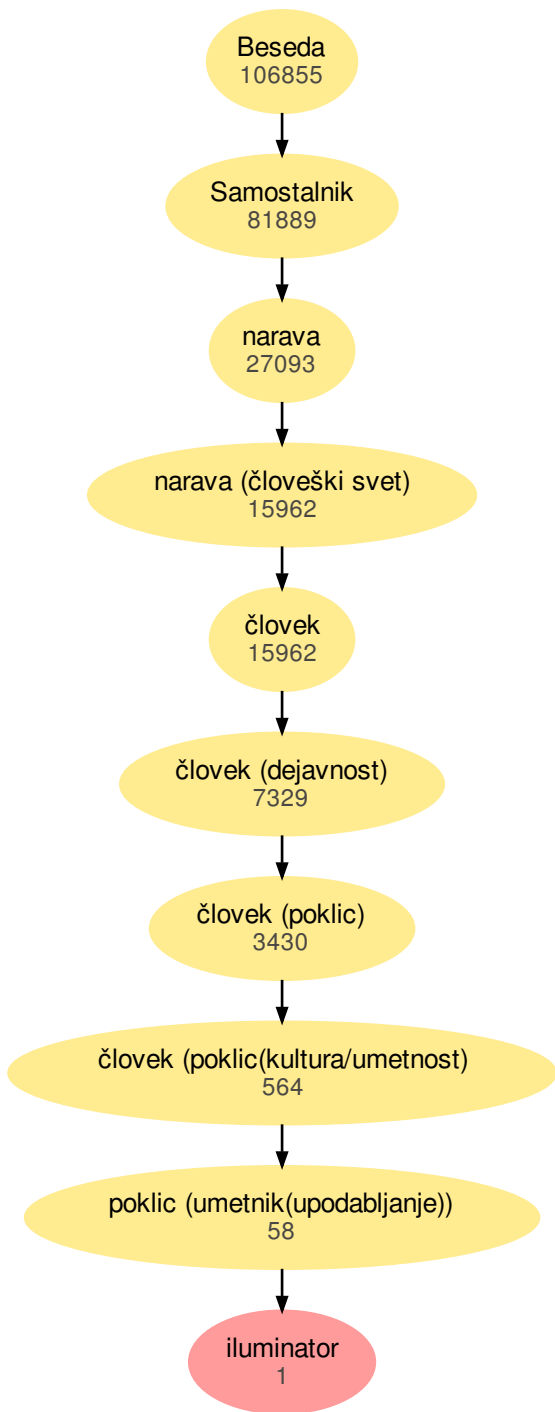 Beseda
106855
Samostalnik
81889
narava
27093
narava (človeški svet)
15962
človek
15962
človek (dejavnost)
7329
človek (poklic)
3430
človek (poklic(kultura/umetnost)
564
poklic (umetnik(upodabljanje))
58
iluminator
1